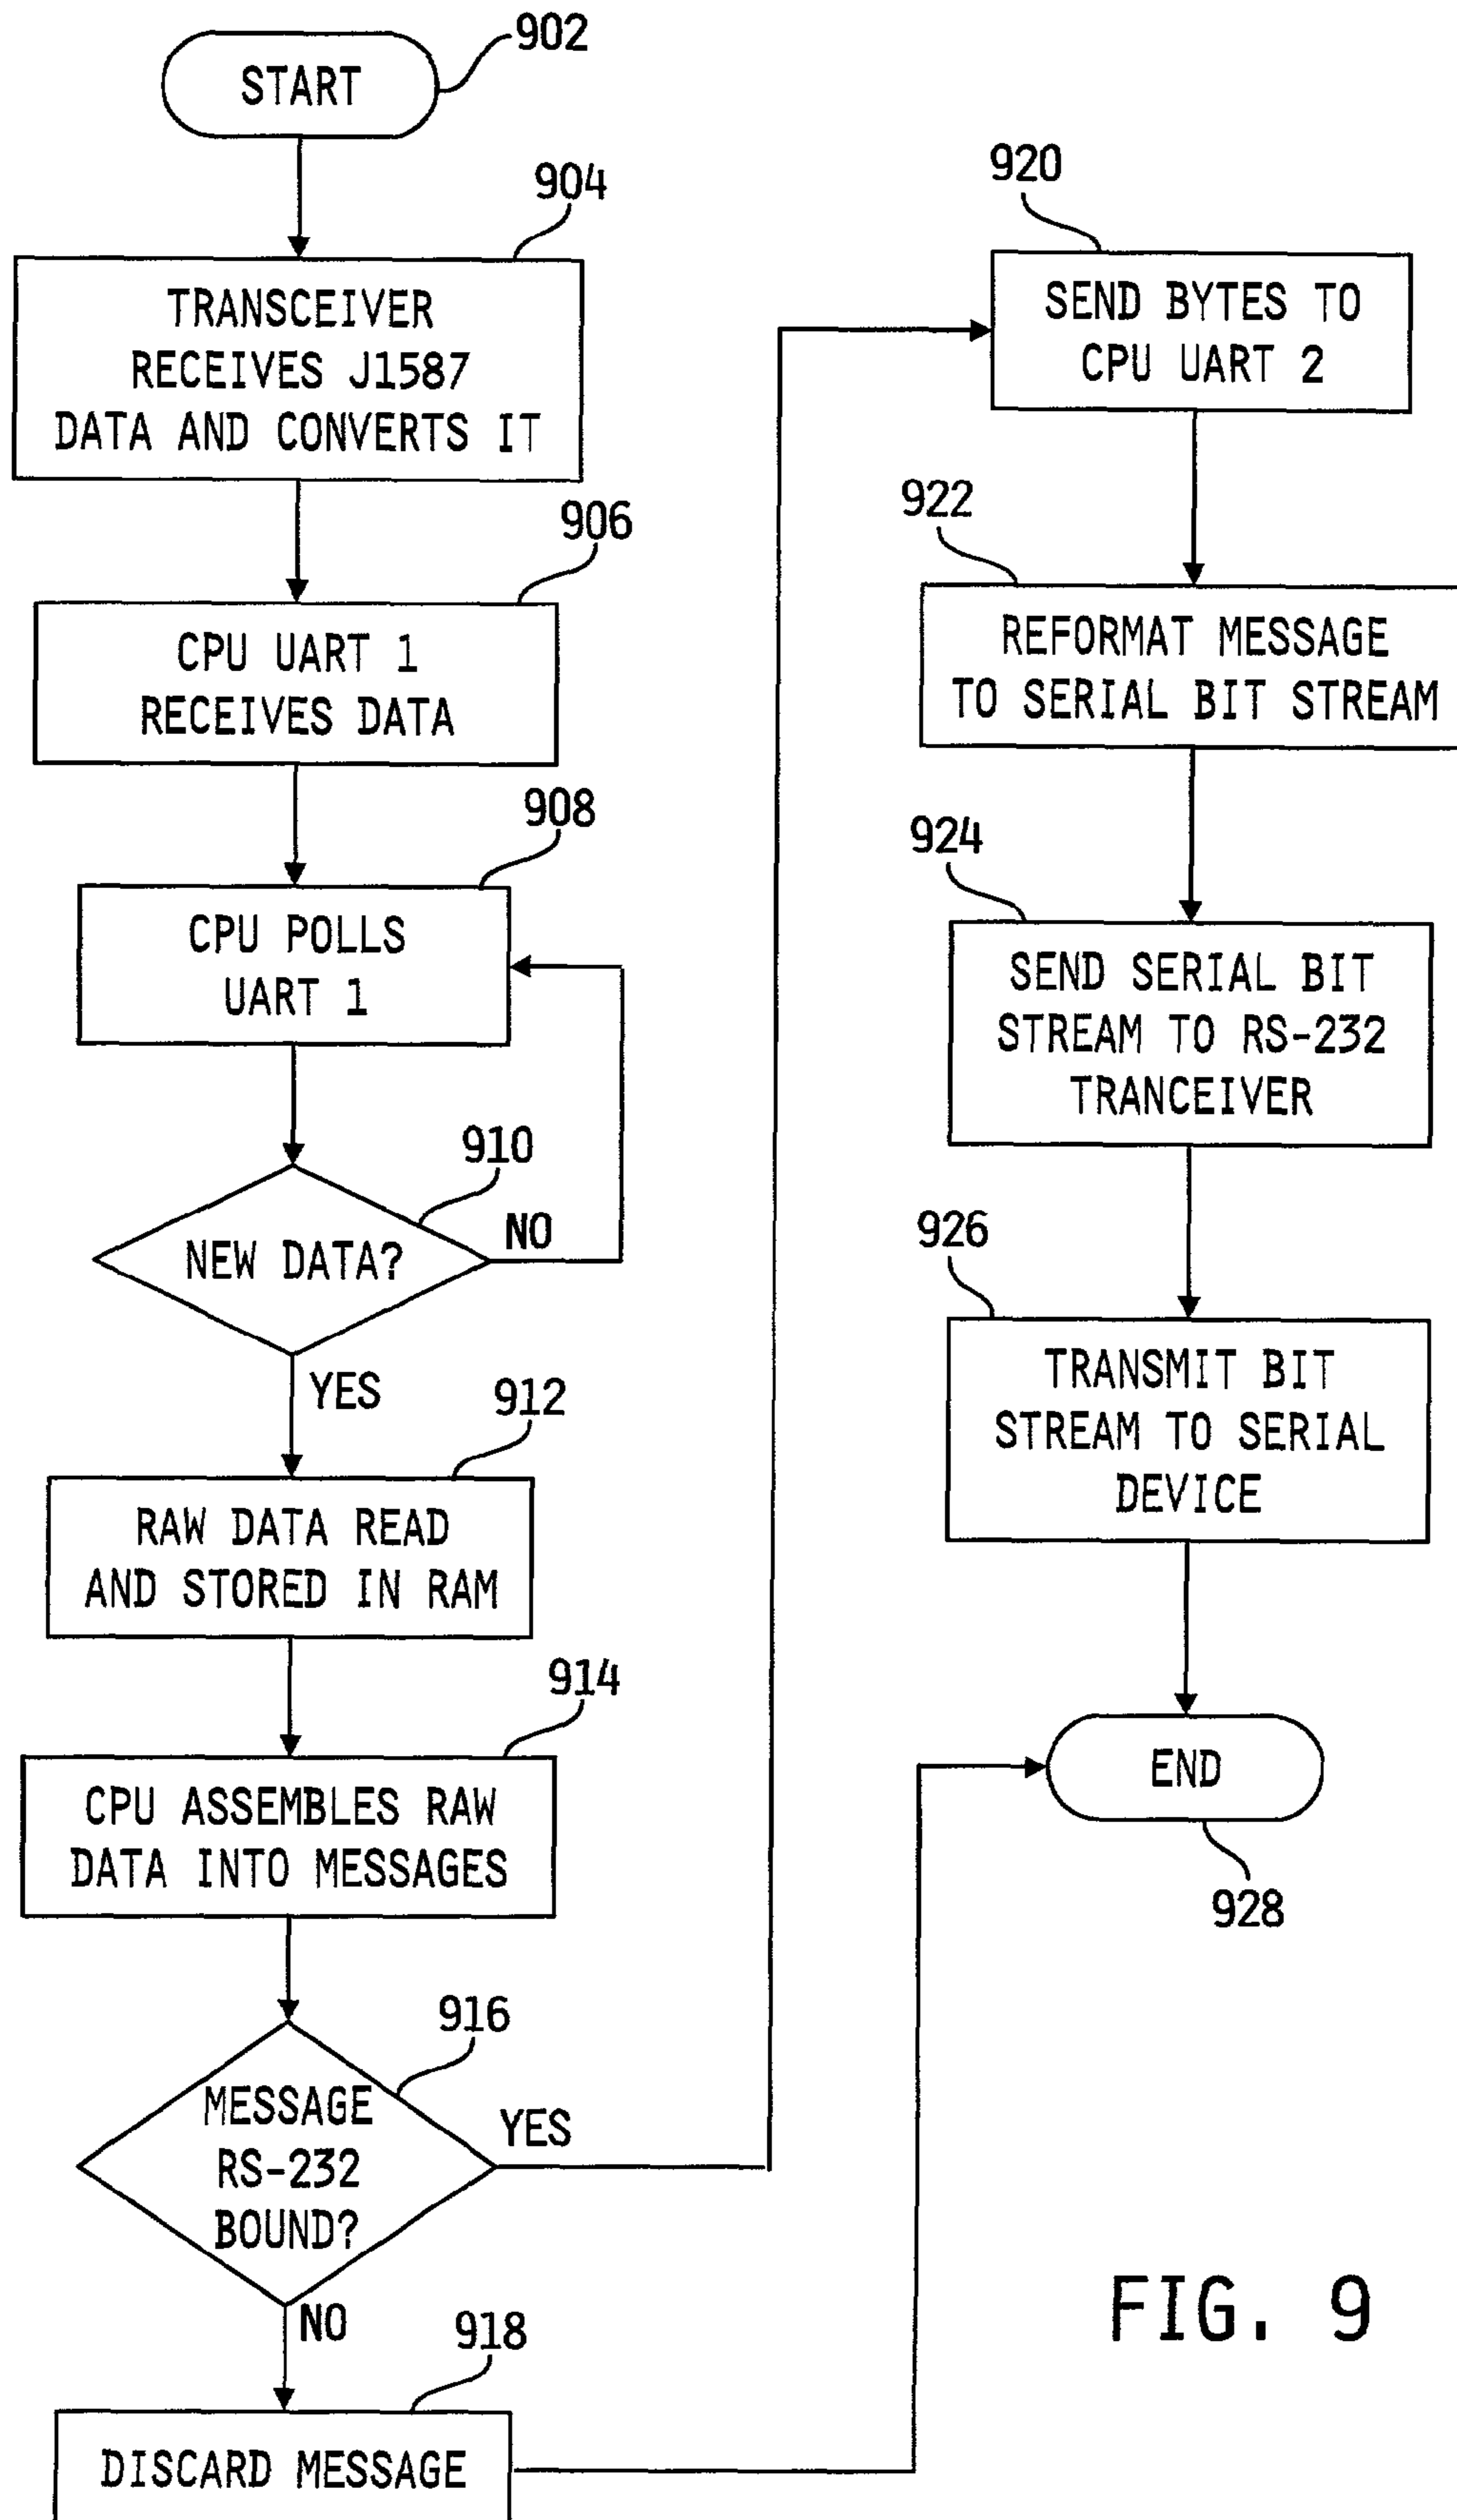 902
START
904
TRANSCEIVER
RECEIVES J1587
DATA AND CONVERTS IT
906
CPU UART 1
RECEIVES DATA
908
CPU POLLS
UART 1
910
NEW DATA?
NO
YES
912
RAW DATA READ
AND STORED IN RAM
914
CPU ASSEMBLES RAW
DATA INTO MESSAGES
916
MESSAGE
RS-232
BOUND?
YES
NO
918
DISCARD MESSAGE
920
SEND BYTES TO
CPU UART 2
922
REFORMAT MESSAGE
TO SERIAL BIT STREAM
924
SEND SERIAL BIT
STREAM TO RS-232
TRANCEIVER
926
TRANSMIT BIT
STREAM TO SERIAL
DEVICE
END
928
FIG. 9